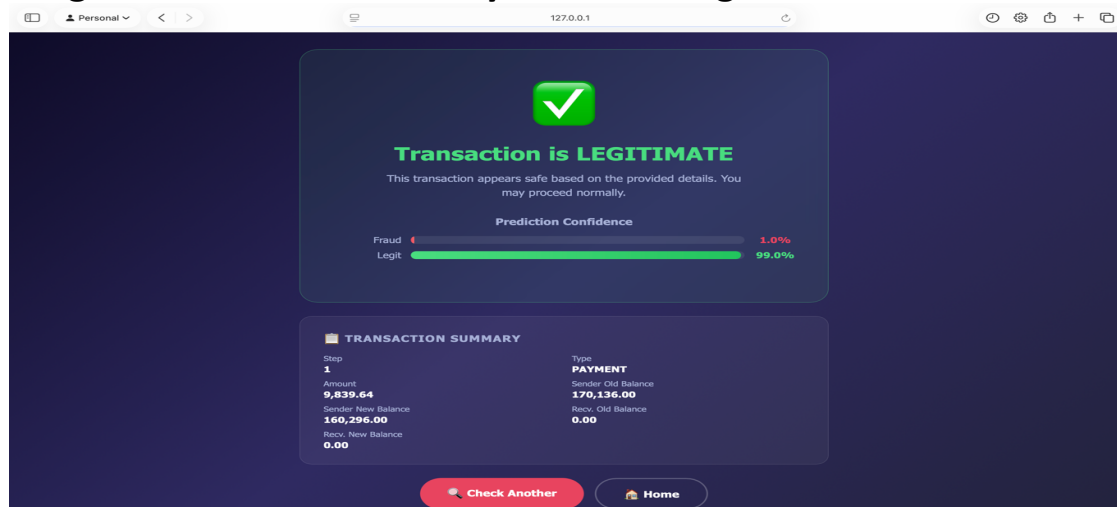 Personal
127.0.0.1
Transaction is LEGITIMATE
This transaction appears safe based on the provided details. You
may proceed normally.
Prediction Confidence
Fraud 1.0%
Legit 99.0%
TRANSACTION SUMMARY
Step Type
1 PAYMENT
Amount Sender Old Balance
9,839.64 170,136.00
Sender New Balance Recv. Old Balance
160,296.00 0.00
Recv. New Balance
0.00
Check Another Home